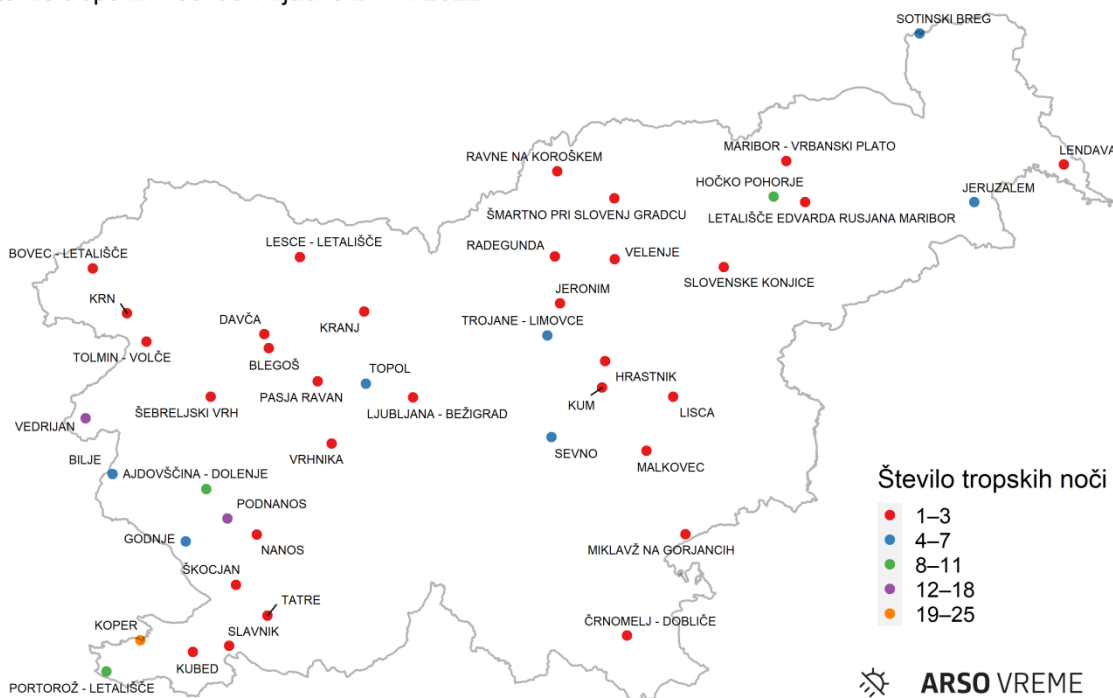 SOTINSKI BREG
MARIBOR - VRBANSKI PLATO
LENDAVA
RAVNE NA KOROŠKEM
HOČKO POHORJE
JERUZALEM
ŠMARTNO PRI SLOVENJ GRADCU
LETALIŠČE EDVARDA RUSJANA MARIBOR
BOVEC - LETALIŠČE
LESCE - LETALIŠČE
RADEGUNDA
VELENJE
SLOVENSKE KONJICE
KRN
JERONIM
DAVČA
KRANJ
TROJANE - LIMOVCE
TOLMIN - VOLČE
BLEGOŠ
TOPOL
HRASTNIK
PASJA RAVAN
KUM
ŠEBRELJSKI VRH
LJUBLJANA - BEŽIGRAD
LISCA
VEDRIJAN
VRHNIKA
SEVNO
MALKOVEC
BILJE
AJDOVŠČINA - DOLENJE
PODNANOS
GODNJE
NANOS
MIKLAVŽ NA GORJANCIH
ŠKOCJAN
TATRE
KOPER
SLAVNIK
ČRNOMELJ - DOBLIČE
KUBED
PORTOROŽ - LETALIŠČE
Število tropskih noči
1–3
4–7
8–11
12–18
19–25
ARSO VREME